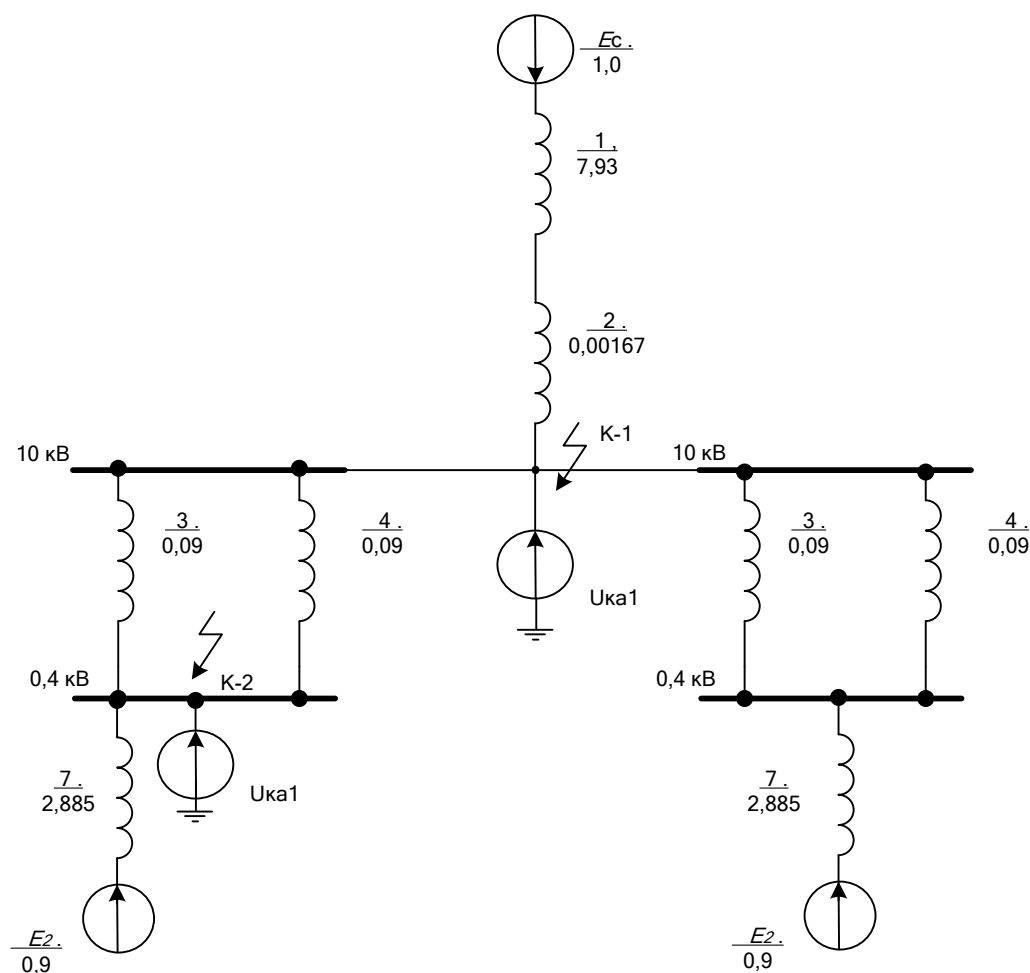 Ес .
1,0
1,
7,93
2 .
0,00167
К-1
10 кВ
10 кВ
3 .
0,09
4 .
0,09
3 .
0,09
4 .
0,09
Uка1
0,4 кВ
К-2
0,4 кВ
7 .
2,885
Uка1
7 .
2,885
Е2 .
0,9
Е2 .
0,9